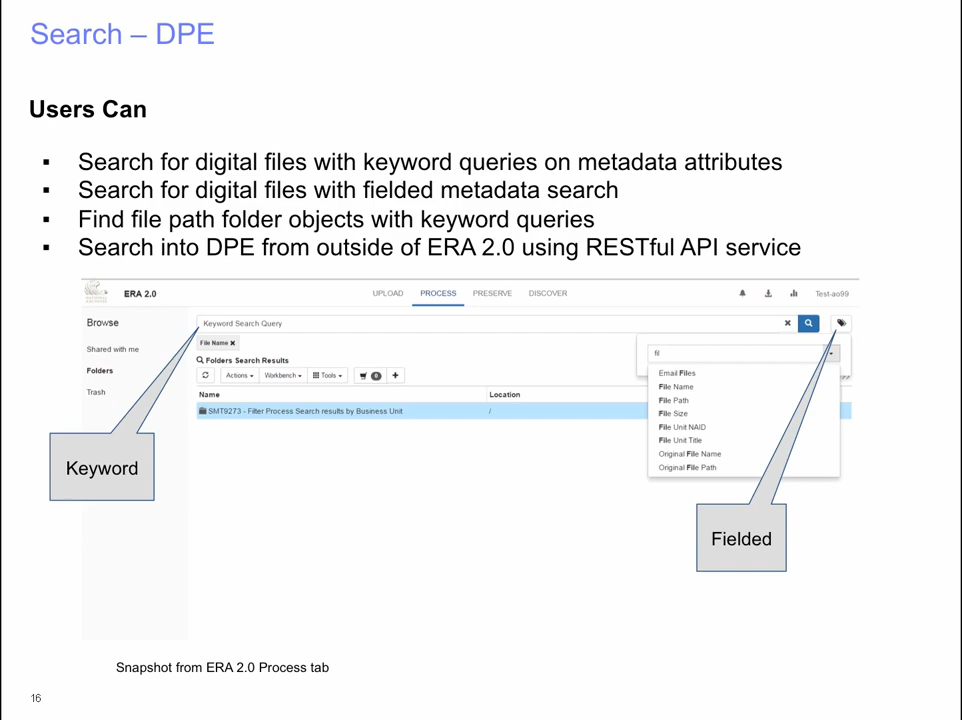 Search – DPE
Users Can
▪ Search for digital files with keyword queries on metadata attributes
▪ Search for digital files with fielded metadata search
▪ Find file path folder objects with keyword queries
▪ Search into DPE from outside of ERA 2.0 using RESTful API service
ERA 2.0
UPLOAD PROCESS PRESERVE DISCOVER
Test-ao99
Browse
Shared with me
Folders
Trash
Keyword Search Query
File Name ✖
Folders Search Results
Actions Workbench Tools 0 +
Name Location
SMT9273 - Filter Process Search results by Business Unit /
fil
Email Files
File Name
File Path
File Size
File Unit NAID
File Unit Title
Original File Name
Original File Path
Keyword
Fielded
Snapshot from ERA 2.0 Process tab
16